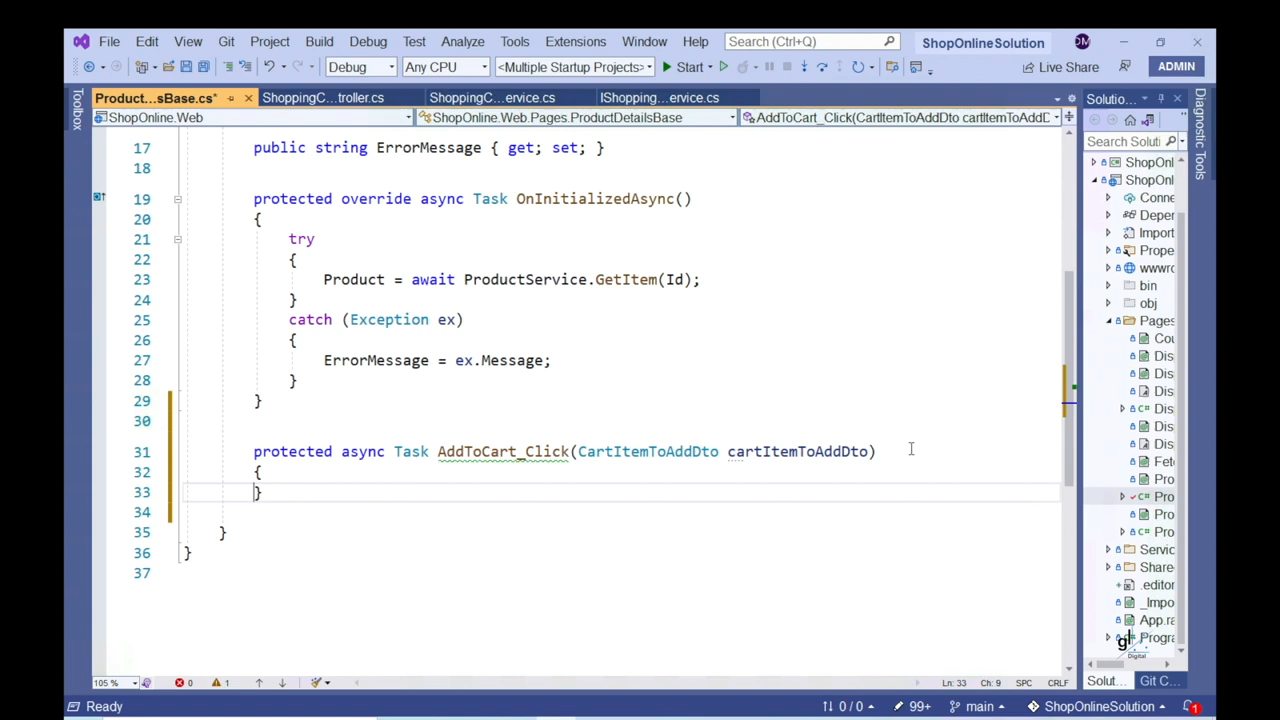 File Edit View Git Project Build Debug Test Analyze Tools Extensions Window Help Search (Ctrl+Q) ShopOnlineSolution DM
Debug Any CPU <Multiple Startup Projects> Start Live Share ADMIN
Toolbox
Product...sBase.cs* ShoppingC...troller.cs ShoppingC...ervice.cs IShopping...ervice.cs
ShopOnline.Web ShopOnline.Web.Pages.ProductDetailsBase AddToCart_Click(CartItemToAddDto cartItemToAddD
17 public string ErrorMessage { get; set; }
18
19 protected override async Task OnInitializedAsync()
20 {
21 try
22 {
23 Product = await ProductService.GetItem(Id);
24 }
25 catch (Exception ex)
26 {
27 ErrorMessage = ex.Message;
28 }
29 }
30
31 protected async Task AddToCart_Click(CartItemToAddDto cartItemToAddDto)
32 {
33 }
34
35 }
36 }
37
105 % 0 1 Ln: 33 Ch: 9 SPC CRLF
Solutio...
Search Soluti
ShopOnl
ShopOnl
Conne
Deper
Import
Prope
wwwrc
bin
obj
Pages
Cou
Dis
Dis
Dis
Dis
Dis
Dis
Fet
Pro
Pro
Pro
Pro
Servic
Share
.editor
_Impo
App.ra
Progra
Digital
Solut... Git C...
Diagnostic Tools
Ready 0 / 0 99+ main ShopOnlineSolution 1